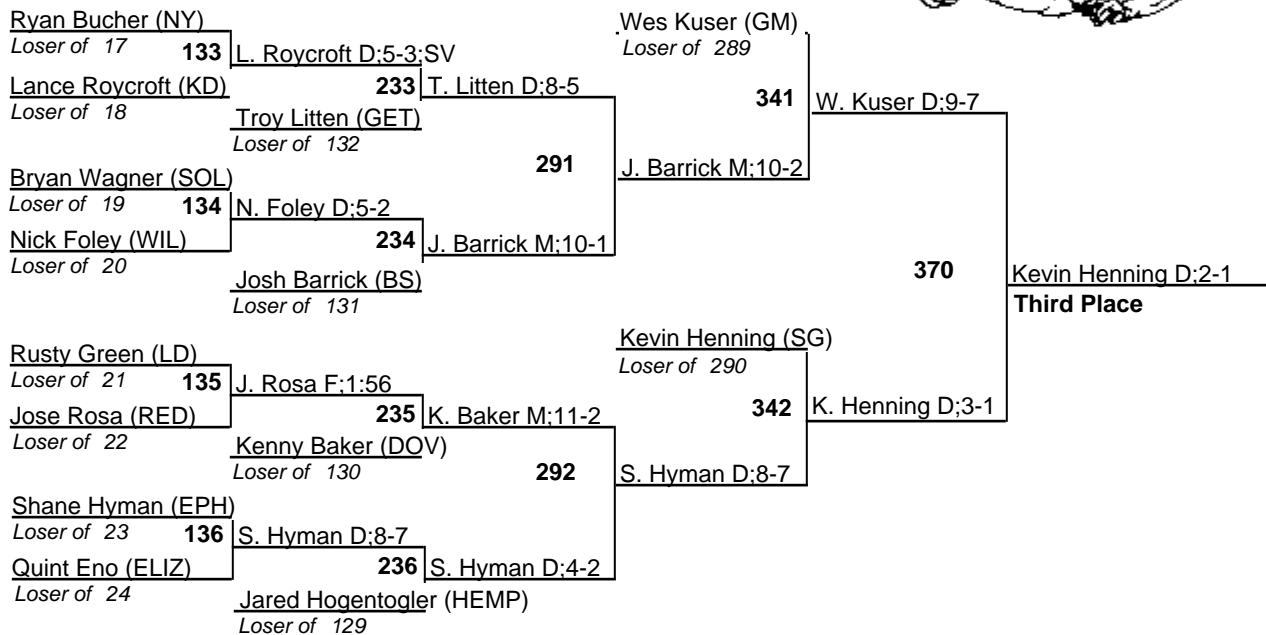 Ryan Bucher (NY)
Loser of 17
133
L. Roycroft D;5-3;SV
Lance Roycroft (KD)
Loser of 18
233
T. Litten D;8-5
Troy Litten (GET)
Loser of 132
291
Bryan Wagner (SOL)
Loser of 19
134
N. Foley D;5-2
Nick Foley (WIL)
Loser of 20
234
J. Barrick M;10-1
Josh Barrick (BS)
Loser of 131
Wes Kuser (GM)
Loser of 289
341
W. Kuser D;9-7
J. Barrick M;10-2
370
Kevin Henning D;2-1
Third Place
Rusty Green (LD)
Loser of 21
135
J. Rosa F;1:56
Jose Rosa (RED)
Loser of 22
235
K. Baker M;11-2
Kenny Baker (DOV)
Loser of 130
292
Shane Hyman (EPH)
Loser of 23
136
S. Hyman D;8-7
Quint Eno (ELIZ)
Loser of 24
236
S. Hyman D;4-2
Jared Hogentogler (HEMP)
Loser of 129
Kevin Henning (SG)
Loser of 290
342
K. Henning D;3-1
S. Hyman D;8-7